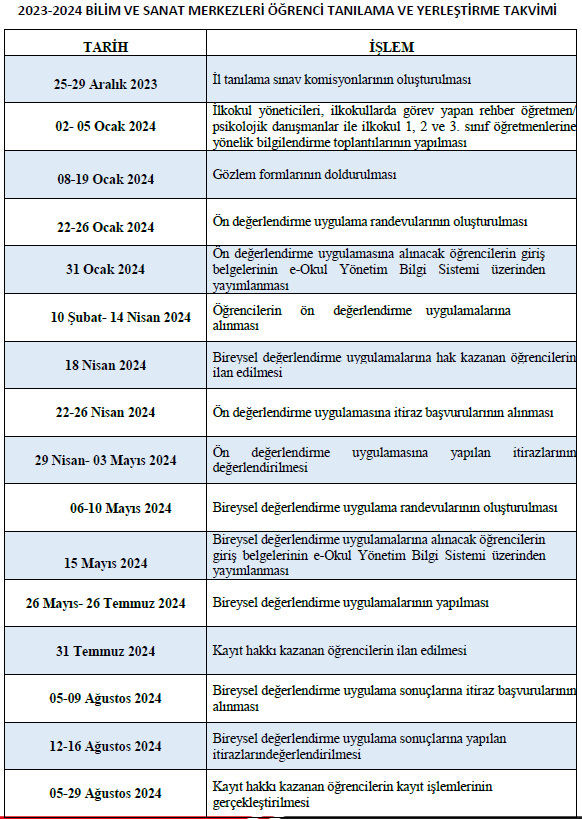 2023-2024 BİLİM VE SANAT MERKEZLERİ ÖĞRENCİ TANILAMA VE YERLEŞTİRME TAKVİMİ
TARİH
İŞLEM
25-29 Aralık 2023
İl tanılama sınav komisyonlarının oluşturulması
02- 05 Ocak 2024
İlkokul yöneticileri, ilkokullarda görev yapan rehber öğretmen/
psikolojik danışmanlar ile ilkokul 1, 2 ve 3. sınıf öğretmenlerine
yönelik bilgilendirme toplantılarının yapılması
08-19 Ocak 2024
Gözlem formlarının doldurulması
22-26 Ocak 2024
Ön değerlendirme uygulama randevularının oluşturulması
31 Ocak 2024
Ön değerlendirme uygulamasına alınacak öğrencilerin giriş
belgelerinin e-Okul Yönetim Bilgi Sistemi üzerinden
yayımlanması
10 Şubat- 14 Nisan 2024
Öğrencilerin ön değerlendirme uygulamalarına
alınması
18 Nisan 2024
Bireysel değerlendirme uygulamalarına hak kazanan öğrencilerin
ilan edilmesi
22-26 Nisan 2024
Ön değerlendirme uygulamasına itiraz başvurularının alınması
29 Nisan- 03 Mayıs 2024
Ön değerlendirme uygulamasına yapılan itirazların
değerlendirilmesi
06-10 Mayıs 2024
Bireysel değerlendirme uygulama randevularının oluşturulması
15 Mayıs 2024
Bireysel değerlendirme uygulamalarına alınacak öğrencilerin
giriş belgelerinin e-Okul Yönetim Bilgi Sistemi üzerinden
yayımlanması
26 Mayıs- 26 Temmuz 2024
Bireysel değerlendirme uygulamalarının yapılması
31 Temmuz 2024
Kayıt hakkı kazanan öğrencilerin ilan edilmesi
05-09 Ağustos 2024
Bireysel değerlendirme uygulama sonuçlarına itiraz başvurularının
alınması
12-16 Ağustos 2024
Bireysel değerlendirme uygulama sonuçlarına yapılan
itirazlarındeğerlendirilmesi
05-29 Ağustos 2024
Kayıt hakkı kazanan öğrencilerin kayıt işlemlerinin
gerçekleştirilmesi